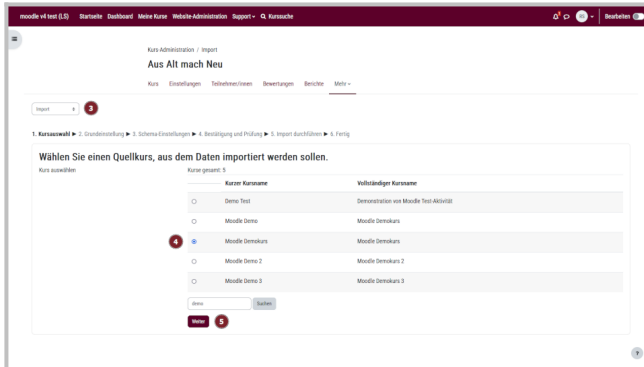 moodle v4 test (LS) Startseite Dashboard Meine Kurse Website-Administration Support Kurssuche Bearbeiten
Kurs-Administration / Import
Aus Alt mach Neu
Kurs Einstellungen Teilnehmer/innen Bewertungen Berichte Mehr
Import 3
1. Kursauswahl ► 2. Grundeinstellung ► 3. Schema-Einstellungen ► 4. Bestätigung und Prüfung ► 5. Import durchführen ► 6. Fertig
Wählen Sie einen Quellkurs, aus dem Daten importiert werden sollen.
Kurs auswählen Kurse gesamt: 5
Kurzer Kursname Vollständiger Kursname
Demo Test Demonstration von Moodle Test-Aktivität
Moodle Demo Moodle Demokurs
4 Moodle Demokurs Moodle Demokurs
Moodle Demo 2 Moodle Demokurs 2
Moodle Demo 3 Moodle Demokurs 3
demo Suchen
Weiter 5
?